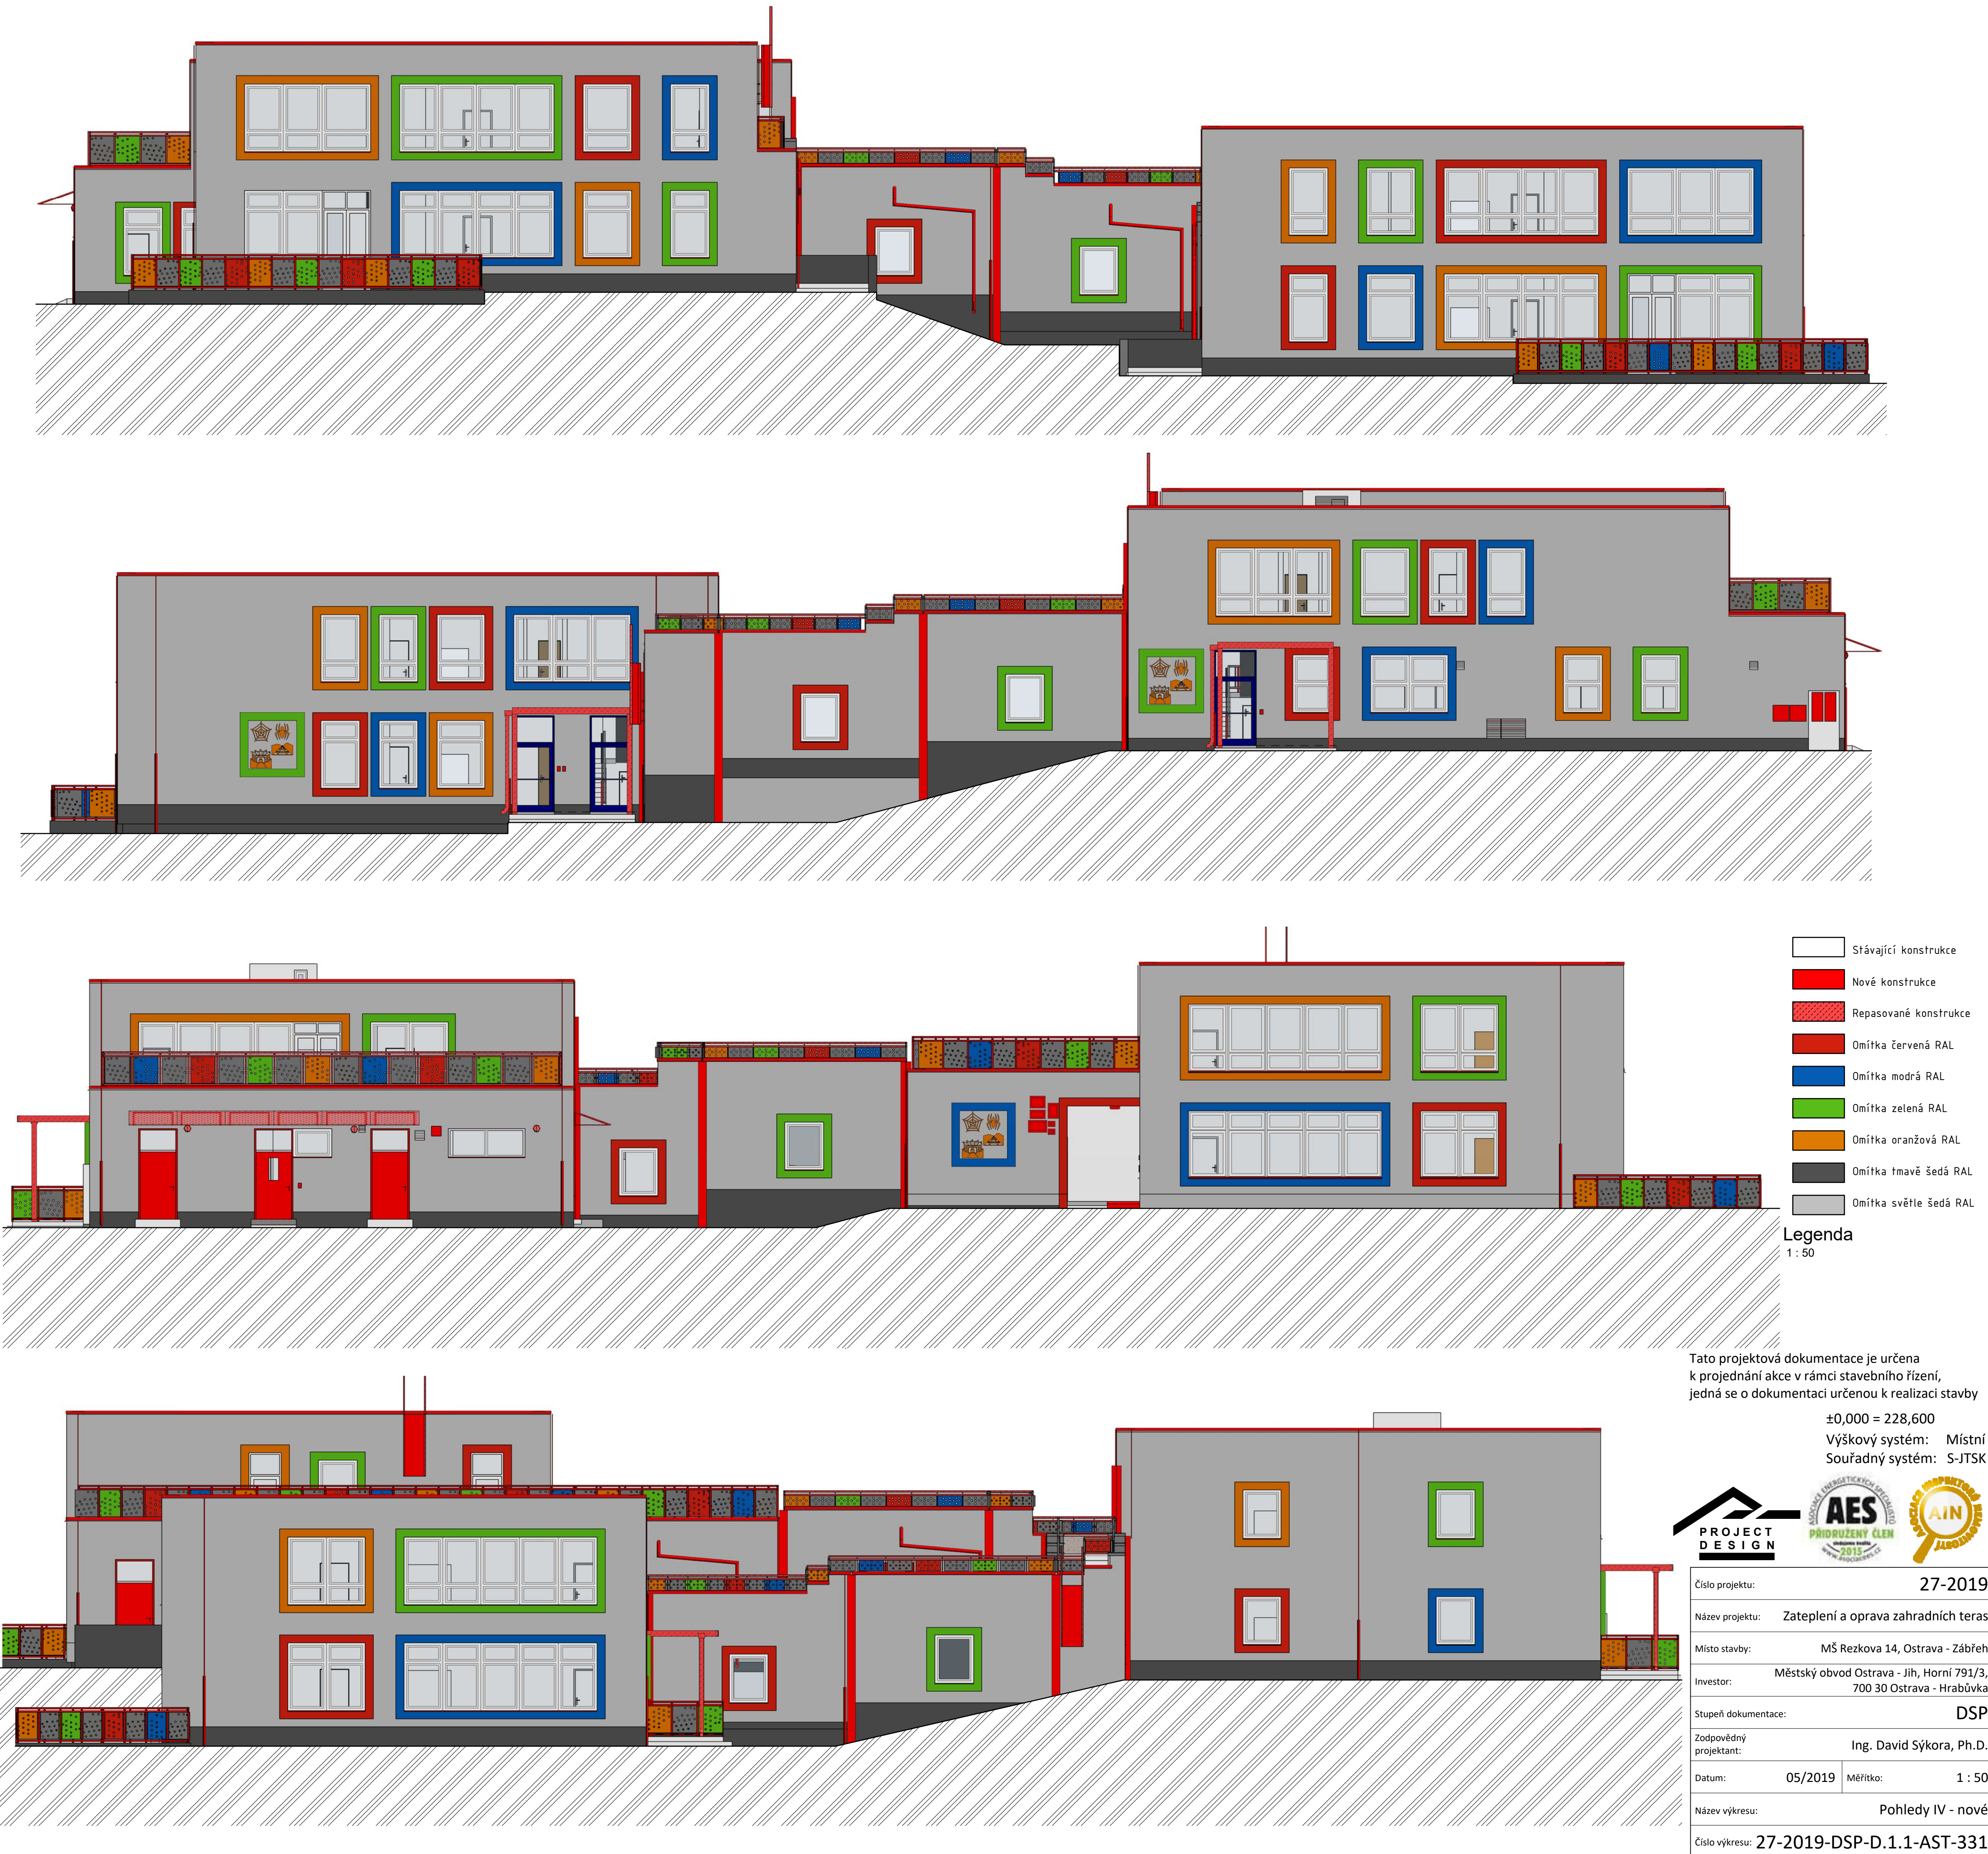 Stávající konstrukce
Nové konstrukce
Repasované konstrukce
Omítka červená RAL
Omítka modrá RAL
Omítka zelená RAL
Omítka oranžová RAL
Omítka tmavě šedá RAL
Omítka světle šedá RAL
Legenda
1 : 50
Tato projektová dokumentace je určena
k projednání akce v rámci stavebního řízení,
jedná se o dokumentaci určenou k realizaci stavby
±0,000 = 228,600
Výškový systém: Místní
Souřadný systém: S-JTSK
PROJECT
DESIGN
ASOCIACE ENERGETICKÝCH SPECIALISTŮ
AES
PŘIDRUŽENÝ ČLEN
2015
ASOCIACE INSPEKTORŮ NEMOVITOSTÍ
AIN
Číslo projektu: 27-2019
Název projektu: Zateplení a oprava zahradních teras
Místo stavby: MŠ Rezkova 14, Ostrava - Zábřeh
Investor: Městský obvod Ostrava - Jih, Horní 791/3,
700 30 Ostrava - Hrabůvka
Stupeň dokumentace: DSP
Zodpovědný
projektant: Ing. David Sýkora, Ph.D.
Datum: 05/2019 Měřítko: 1 : 50
Název výkresu: Pohledy IV - nové
Číslo výkresu: 27-2019-DSP-D.1.1-AST-331